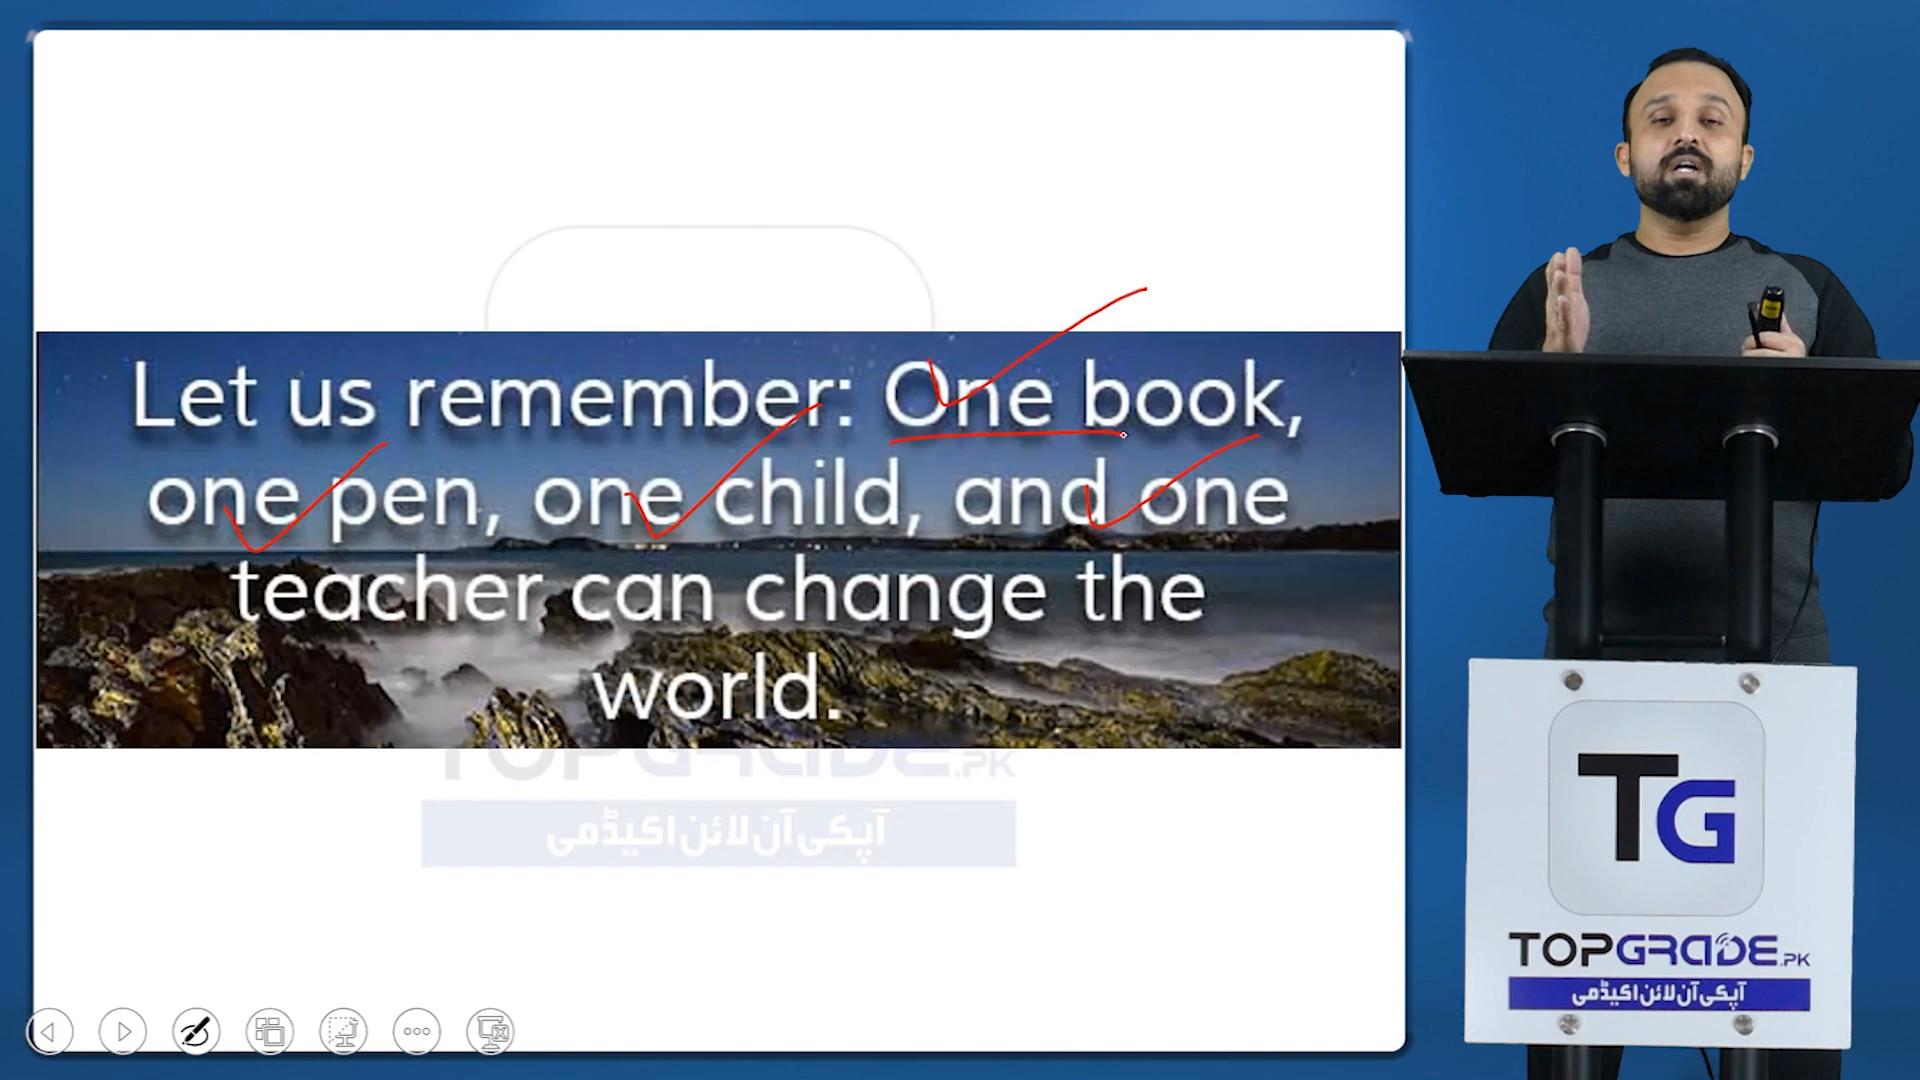 Let us remember: One book,
one pen, one child, and one
teacher can change the
world.
TOPGRADE.PK
آپکی آن لائن اکیڈمی
TG
TOPGRADE.PK
آپکی آن لائن اکیڈمی